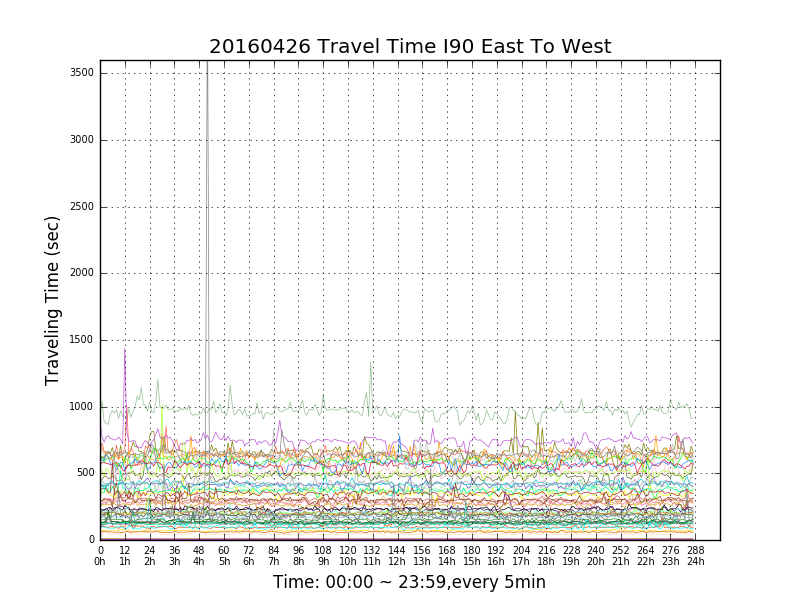 20160426 Travel Time I90 East To West
3500
3000
2500
2000
1500
1000
500
0
Traveling Time (sec)
0 12 24 36 48 60 72 84 96 108 120 132 144 156 168 180 192 204 216 228 240 252 264 276 288
0h 1h 2h 3h 4h 5h 6h 7h 8h 9h 10h 11h 12h 13h 14h 15h 16h 17h 18h 19h 20h 21h 22h 23h 24h
Time: 00:00 ~ 23:59,every 5min